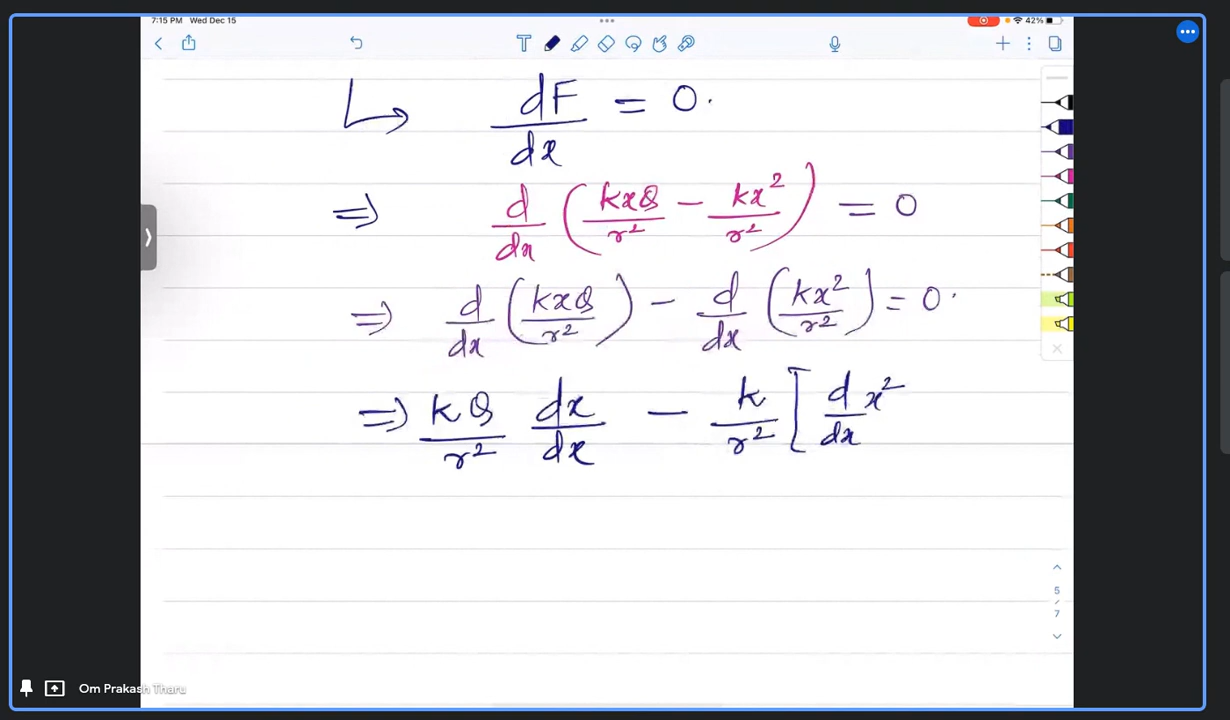 7:15 PM Wed Dec 15
42%
T
↳ dF/dx = 0.
⇒ d/dx (kxQ/r² − kx²/r²) = 0
⇒ d/dx (kxQ/r²) − d/dx (kx²/r²) = 0.
⇒ kQ/r² dx/dx − k/r² [d/dx x²
5
/
7
Om Prakash Tharu